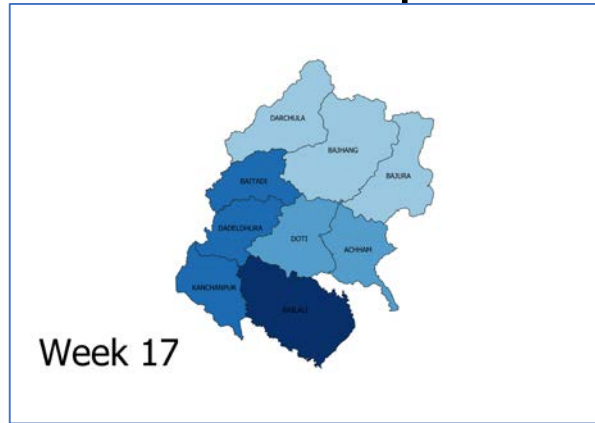 DARCHULA
BAJHANG
BAJURA
BAITADI
DADELDHURA
DOTI
ACHHAM
KANCHANPUR
KAILALI
Week 17